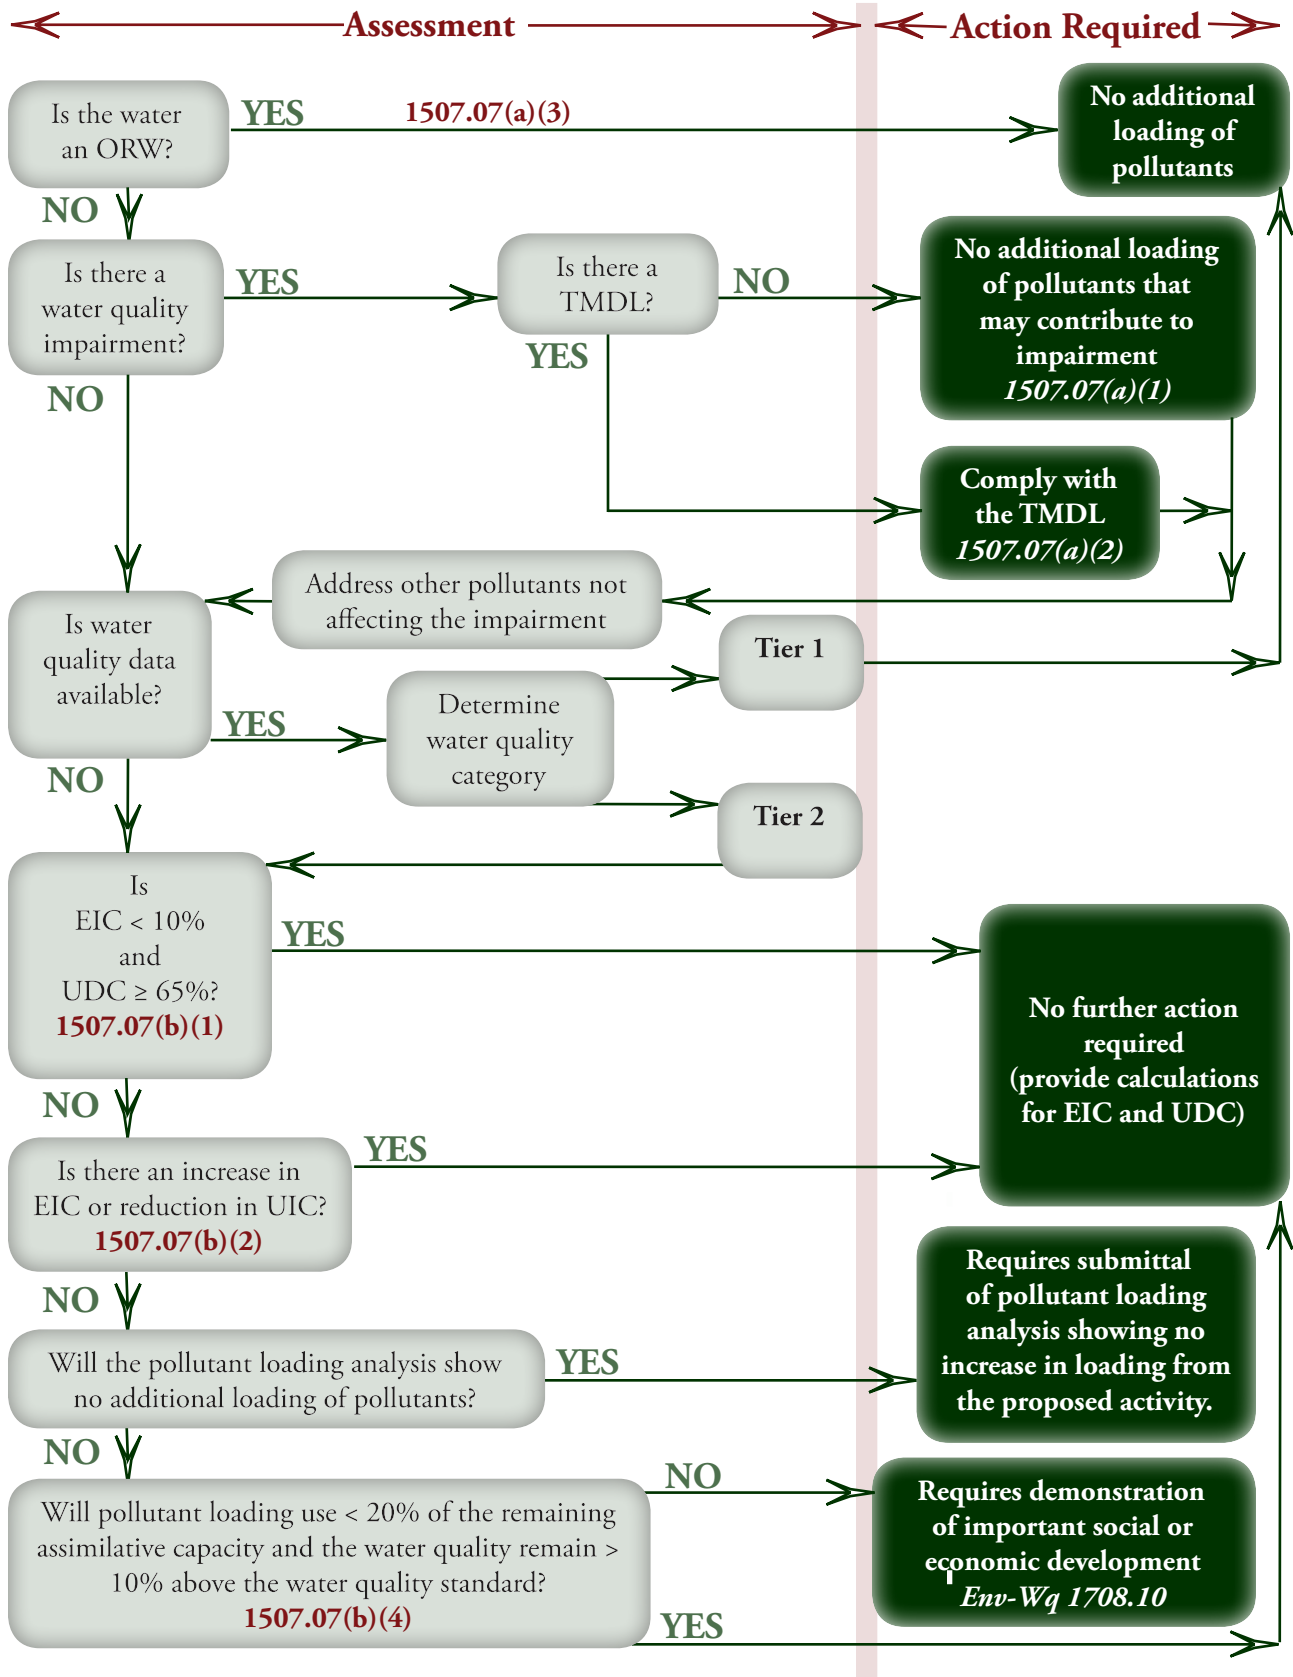 Assessment
Action Required
Is the water
an ORW?
YES
1507.07(a)(3)
No additional
loading of
pollutants
NO
Is there a
water quality
impairment?
YES
Is there a
TMDL?
NO
No additional loading
of pollutants that
may contribute to
impairment
1507.07(a)(1)
YES
NO
Comply with
the TMDL
1507.07(a)(2)
Address other pollutants not
affecting the impairment
Is water
quality data
available?
YES
Determine
water quality
category
Tier 1
Tier 2
NO
Is
EIC < 10%
and
UDC ≥ 65%?
1507.07(b)(1)
YES
No further action
required
(provide calculations
for EIC and UDC)
NO
Is there an increase in
EIC or reduction in UIC?
1507.07(b)(2)
YES
NO
Will the pollutant loading analysis show
no additional loading of pollutants?
YES
Requires submittal
of pollutant loading
analysis showing no
increase in loading from
the proposed activity.
NO
Will pollutant loading use < 20% of the remaining
assimilative capacity and the water quality remain >
10% above the water quality standard?
1507.07(b)(4)
NO
Requires demonstration
of important social or
economic development
Env-Wq 1708.10
YES